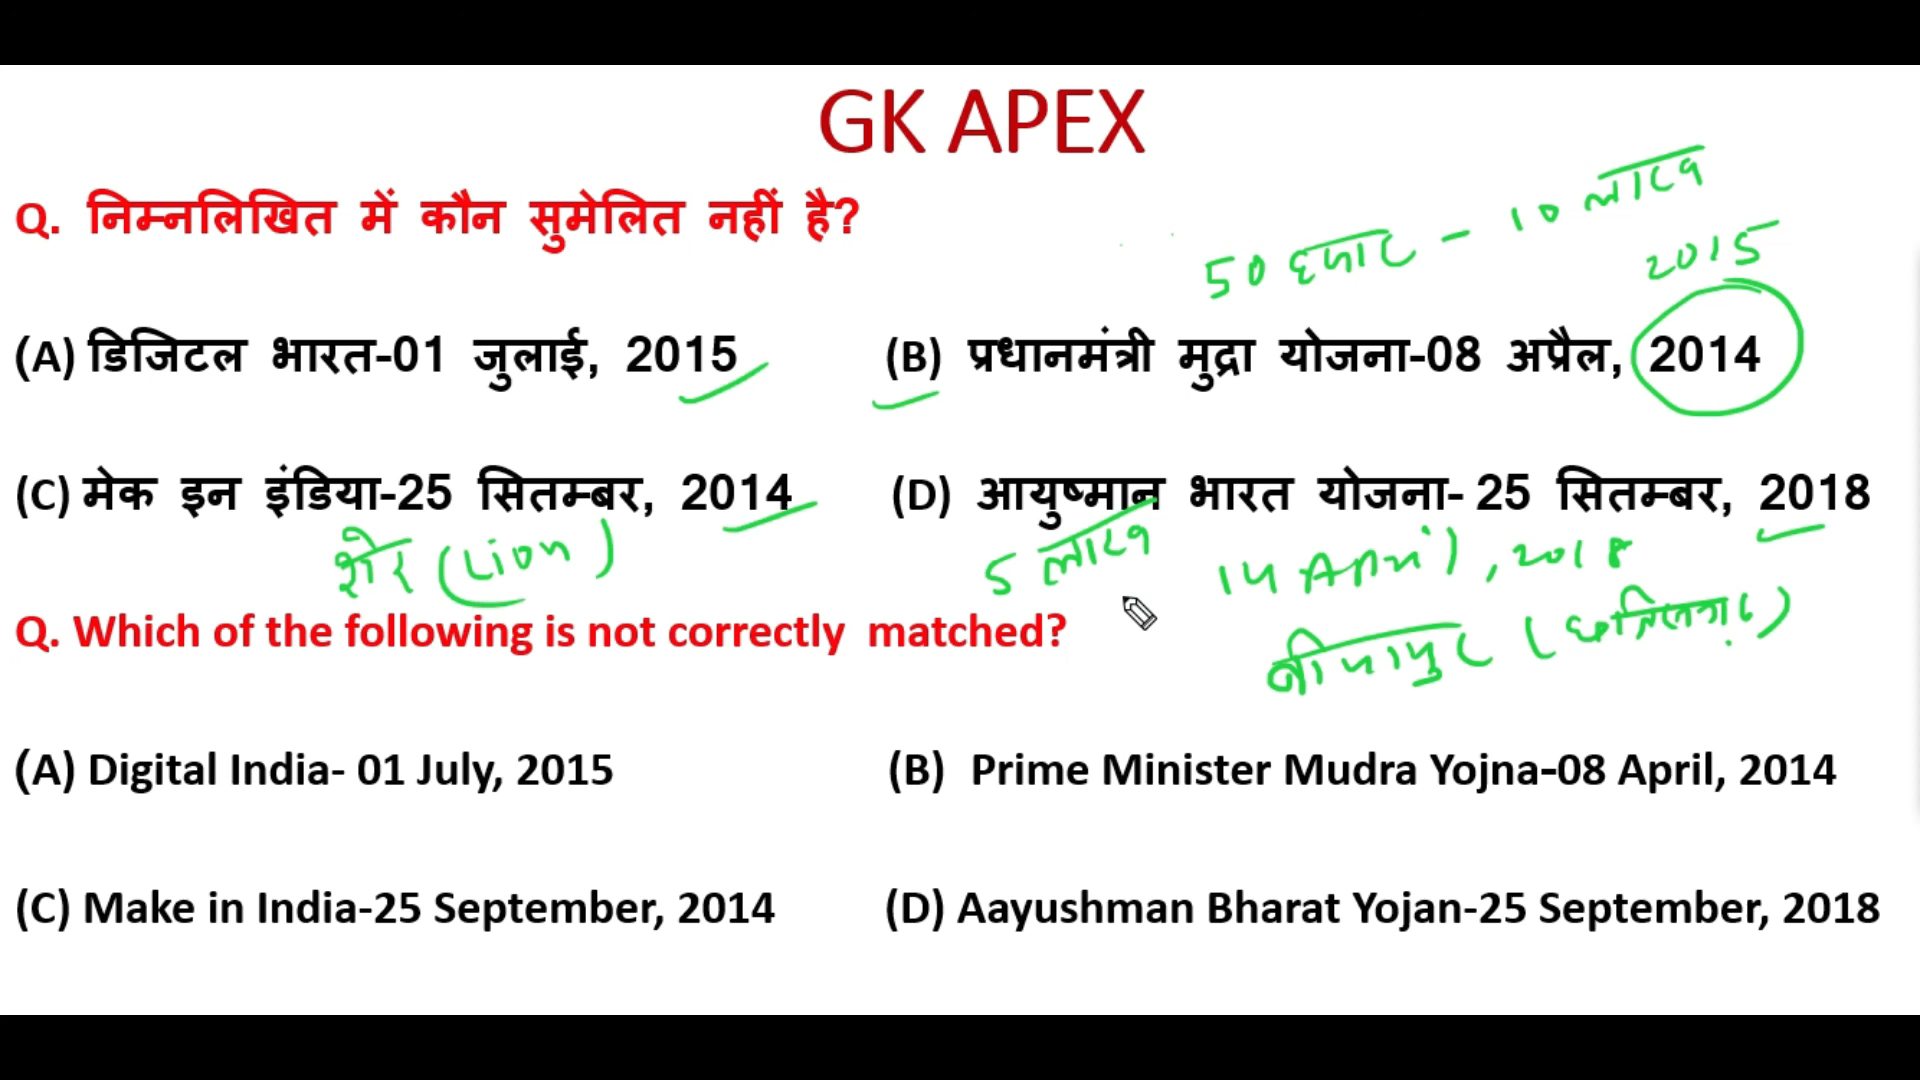 GK APEX
Q. निम्नलिखित में कौन सुमेलित नहीं है?
50 हजार - 10 लाख
2015
(A) डिजिटल भारत-01 जुलाई, 2015 (B) प्रधानमंत्री मुद्रा योजना-08 अप्रैल, 2014
(C) मेक इन इंडिया-25 सितम्बर, 2014 (D) आयुष्मान भारत योजना- 25 सितम्बर, 2018
शेर (Lion) 5 लाख 14 April, 2018
Q. Which of the following is not correctly matched?
बीजापुर (छत्तिसगढ़)
(A) Digital India- 01 July, 2015 (B) Prime Minister Mudra Yojna-08 April, 2014
(C) Make in India-25 September, 2014 (D) Aayushman Bharat Yojan-25 September, 2018